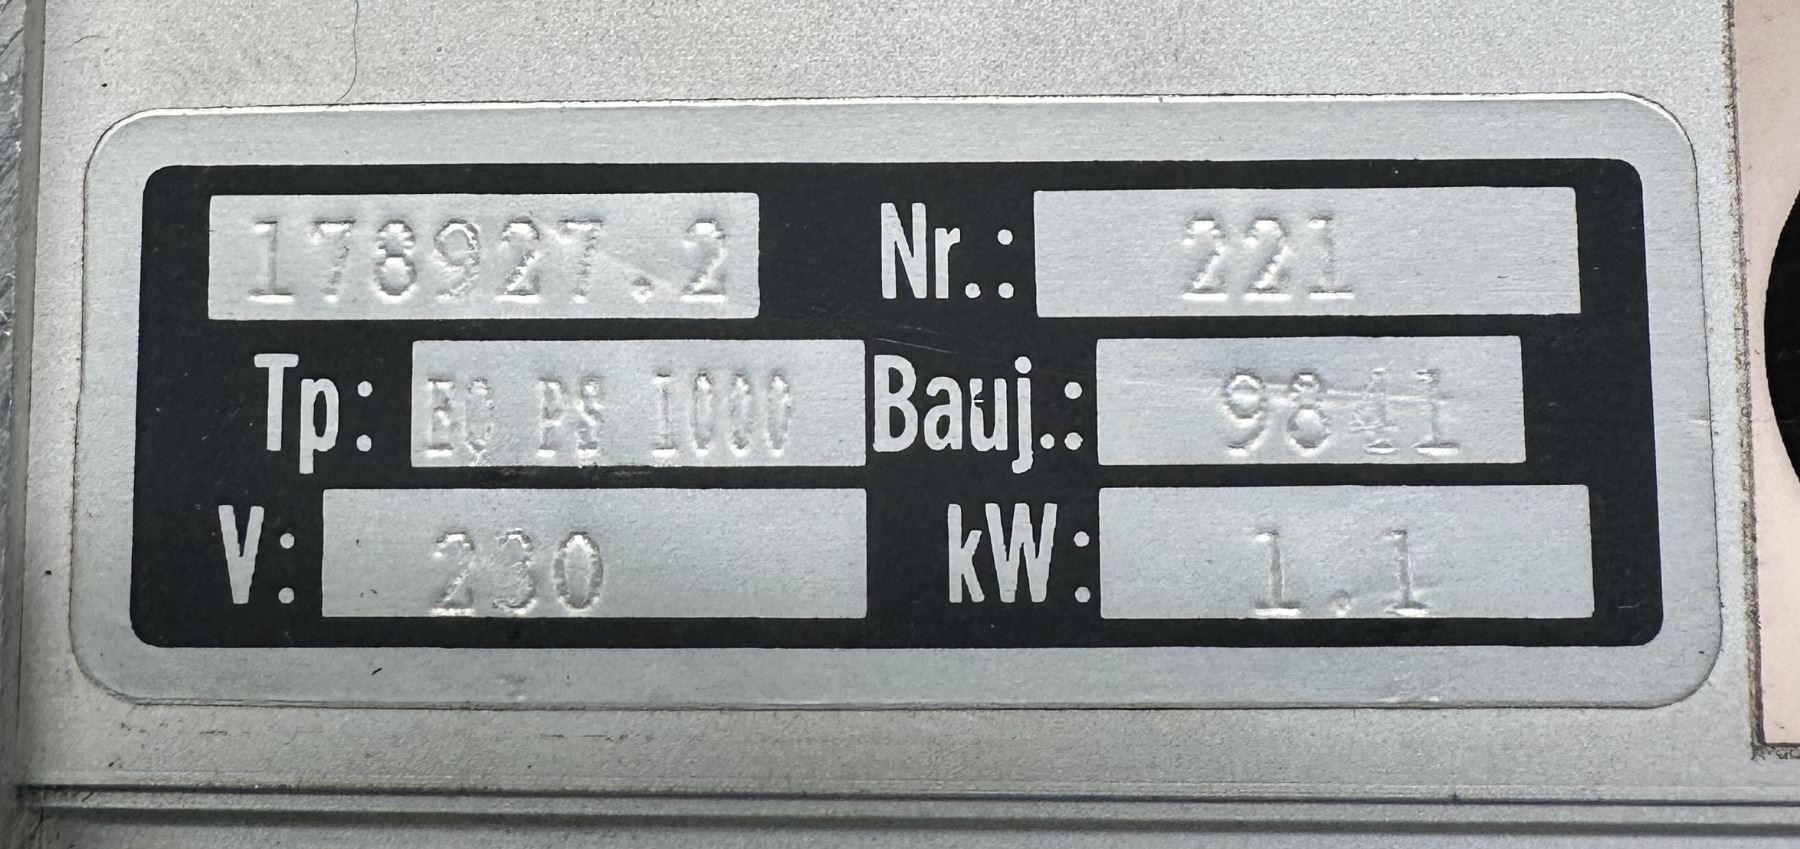 178927.2 Nr.: 221
Tp: EC PS 1000 Bauj.: 9841
V: 230 kW: 1.1